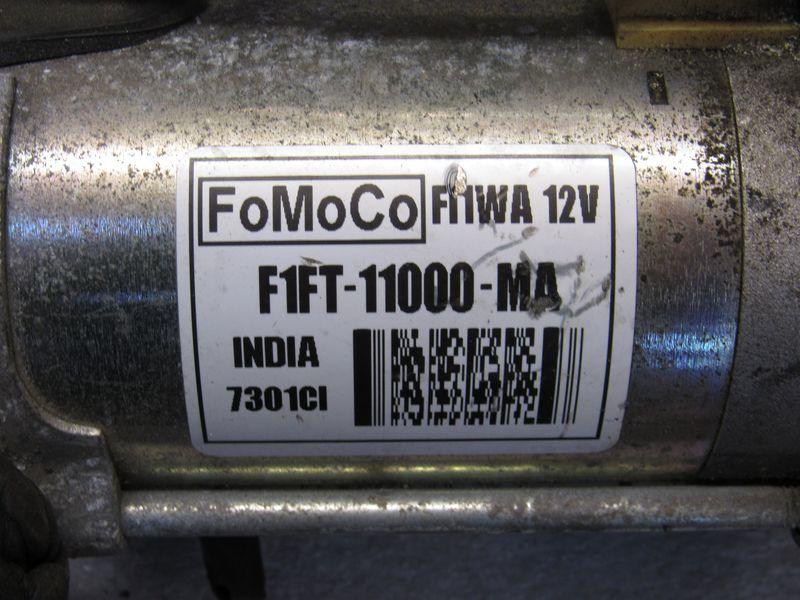 FoMoCo F11WA 12V
F1FT-11000-MA
INDIA
7301CI